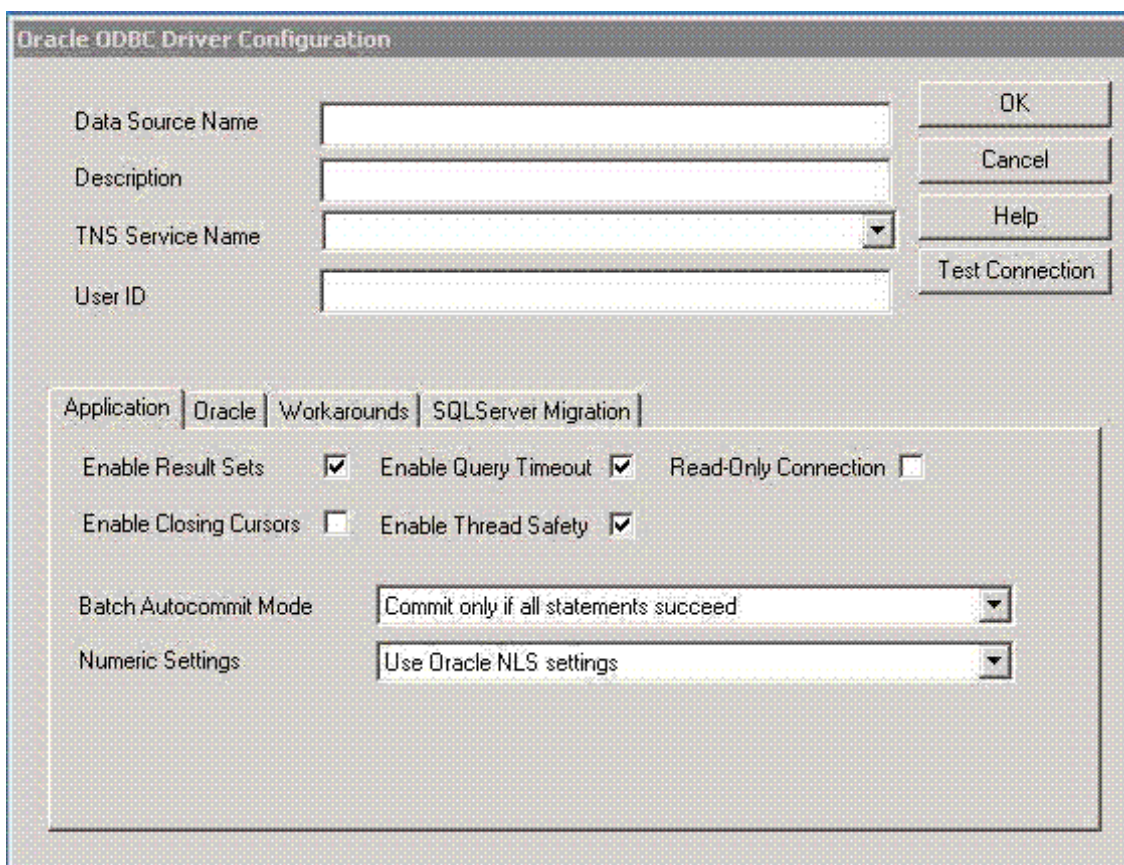 Oracle ODBC Driver Configuration
Data Source Name
OK
Description
Cancel
TNS Service Name
Help
User ID
Test Connection
Application Oracle Workarounds SQLServer Migration
Enable Result Sets Enable Query Timeout Read-Only Connection
Enable Closing Cursors Enable Thread Safety
Batch Autocommit Mode Commit only if all statements succeed
Numeric Settings Use Oracle NLS settings